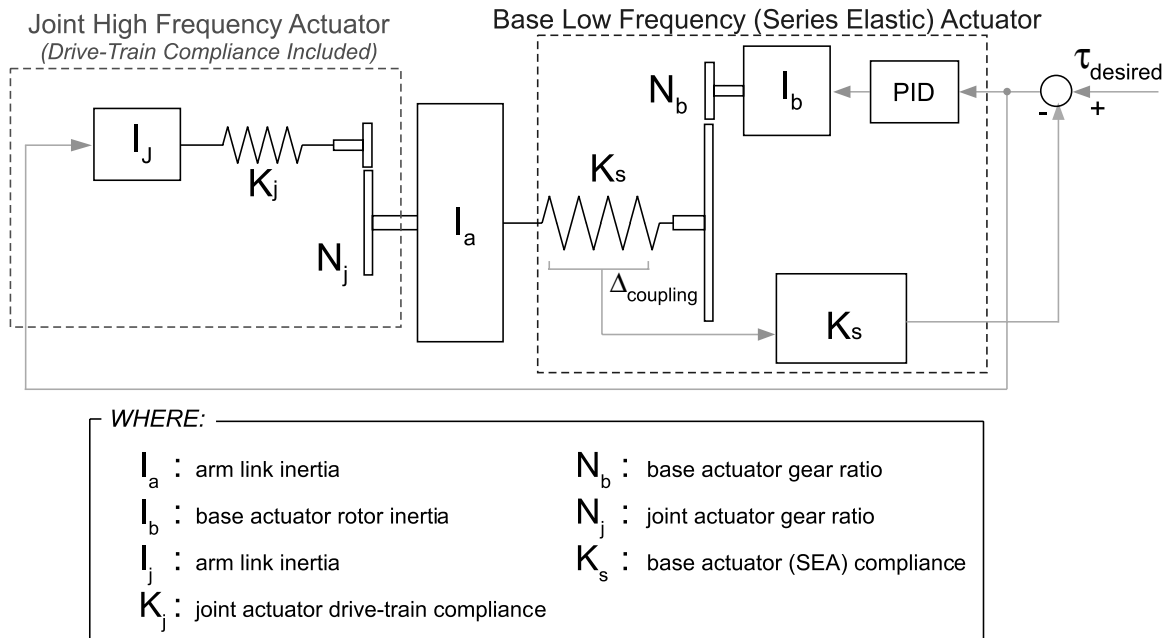 Joint High Frequency Actuator
(Drive-Train Compliance Included)
Base Low Frequency (Series Elastic) Actuator
τdesired
Nb
Ib
PID
-
+
IJ
Kj
Nj
Ia
Ks
Δcoupling
Ks
WHERE:
Ia : arm link inertia
Ib : base actuator rotor inertia
Ij : arm link inertia
Kj : joint actuator drive-train compliance
Nb : base actuator gear ratio
Nj : joint actuator gear ratio
Ks : base actuator (SEA) compliance